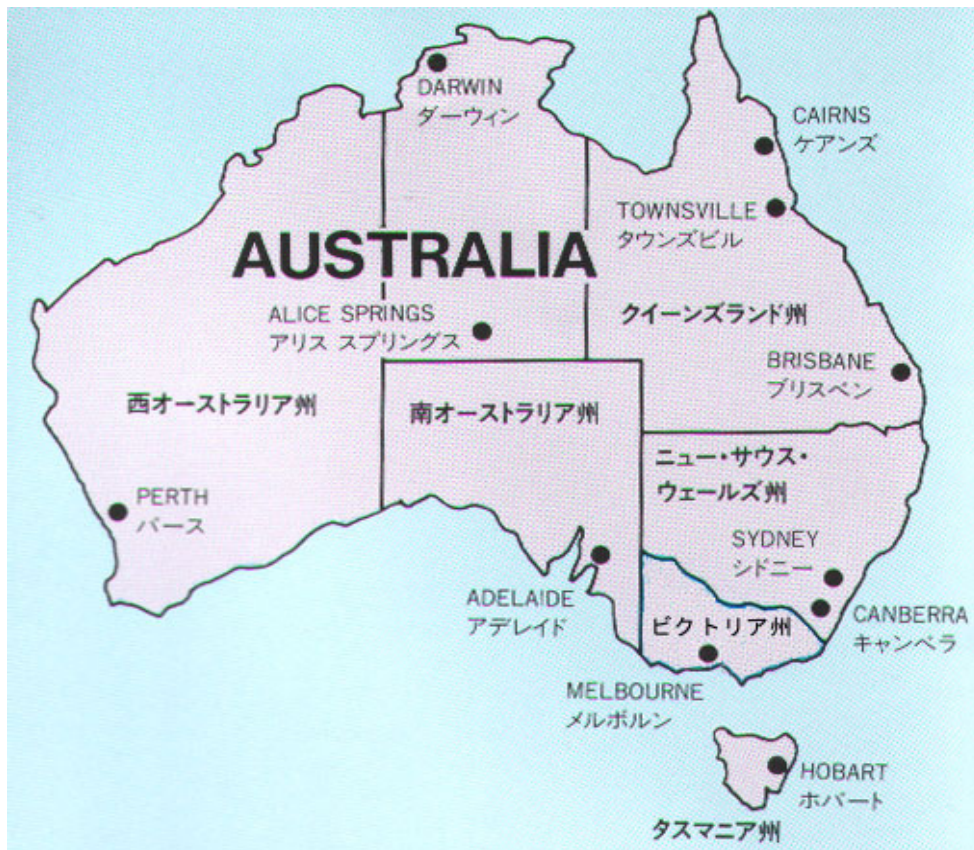 DARWIN
ダーウィン
CAIRNS
ケアンズ
TOWNSVILLE
タウンズビル
AUSTRALIA
ALICE SPRINGS
アリス スプリングス
クイーンズランド州
BRISBANE
ブリスベン
西オーストラリア州
南オーストラリア州
ニュー・サウス・
ウェールズ州
PERTH
パース
SYDNEY
シドニー
ADELAIDE
アデレイド
ビクトリア州
CANBERRA
キャンベラ
MELBOURNE
メルボルン
HOBART
ホバート
タスマニア州